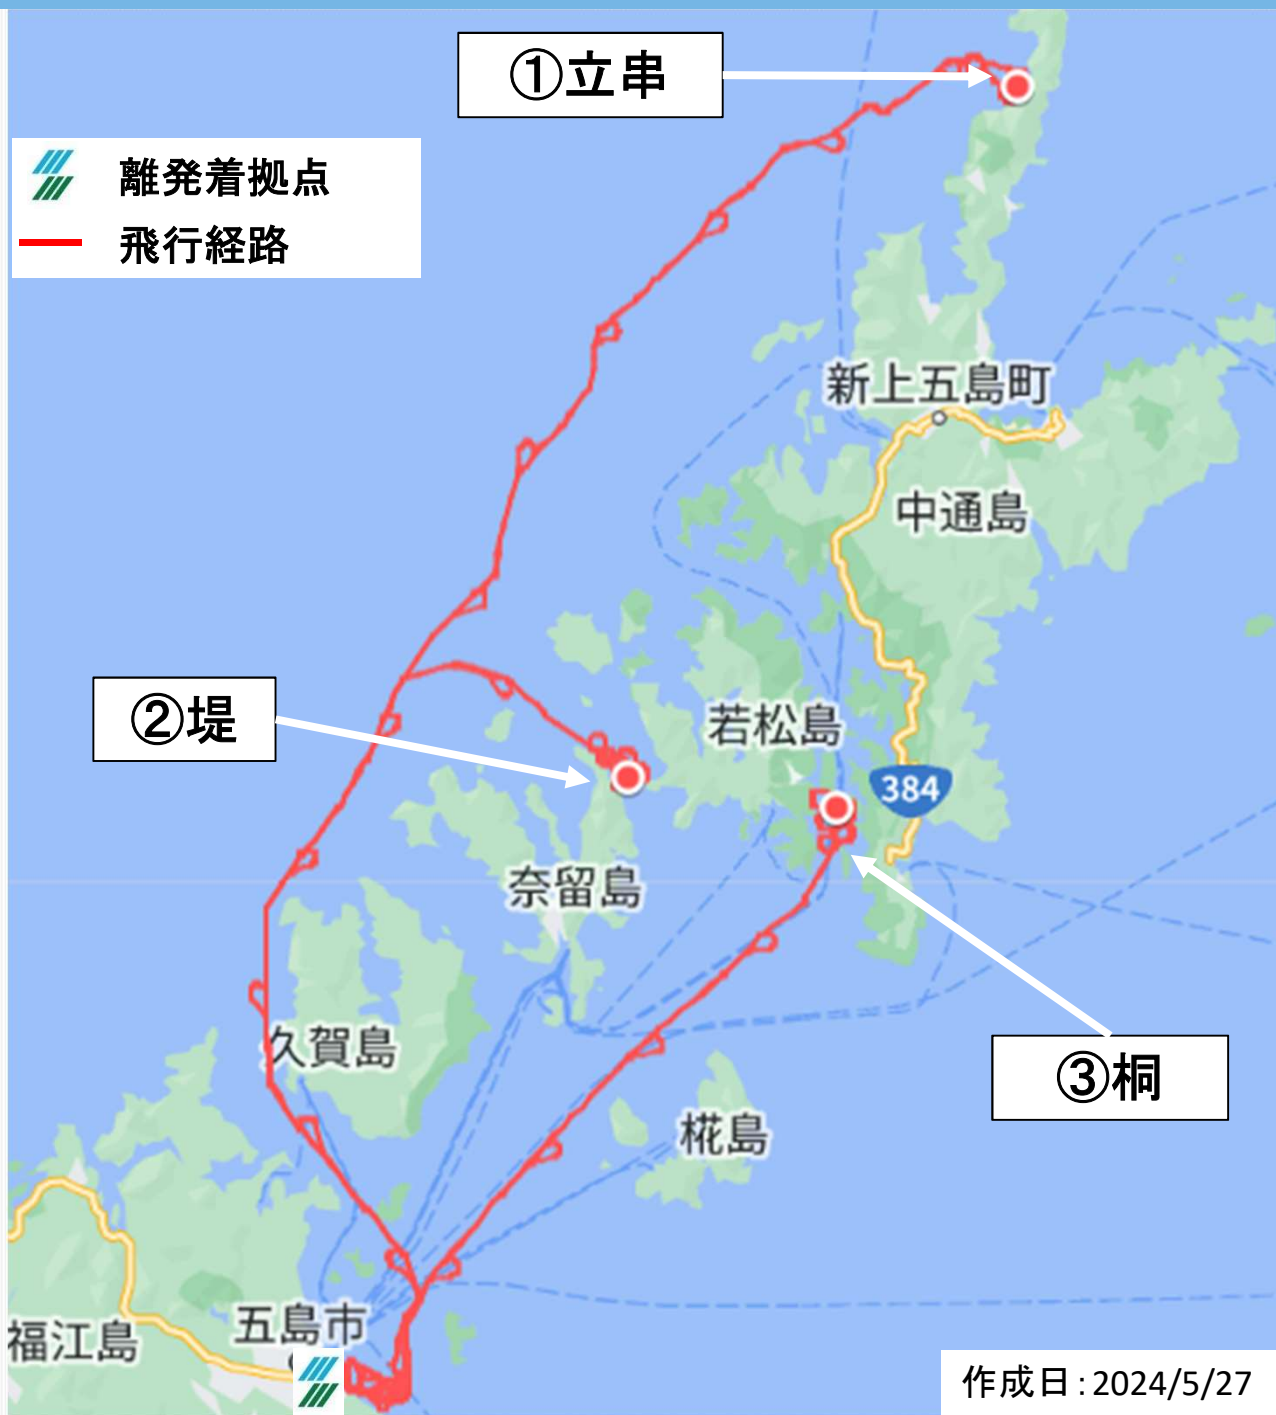 ①立串
離発着拠点
飛行経路
新上五島町
中通島
②堤
若松島
384
奈留島
久賀島
③桐
椛島
五島市
福江島
作成日:2024/5/27